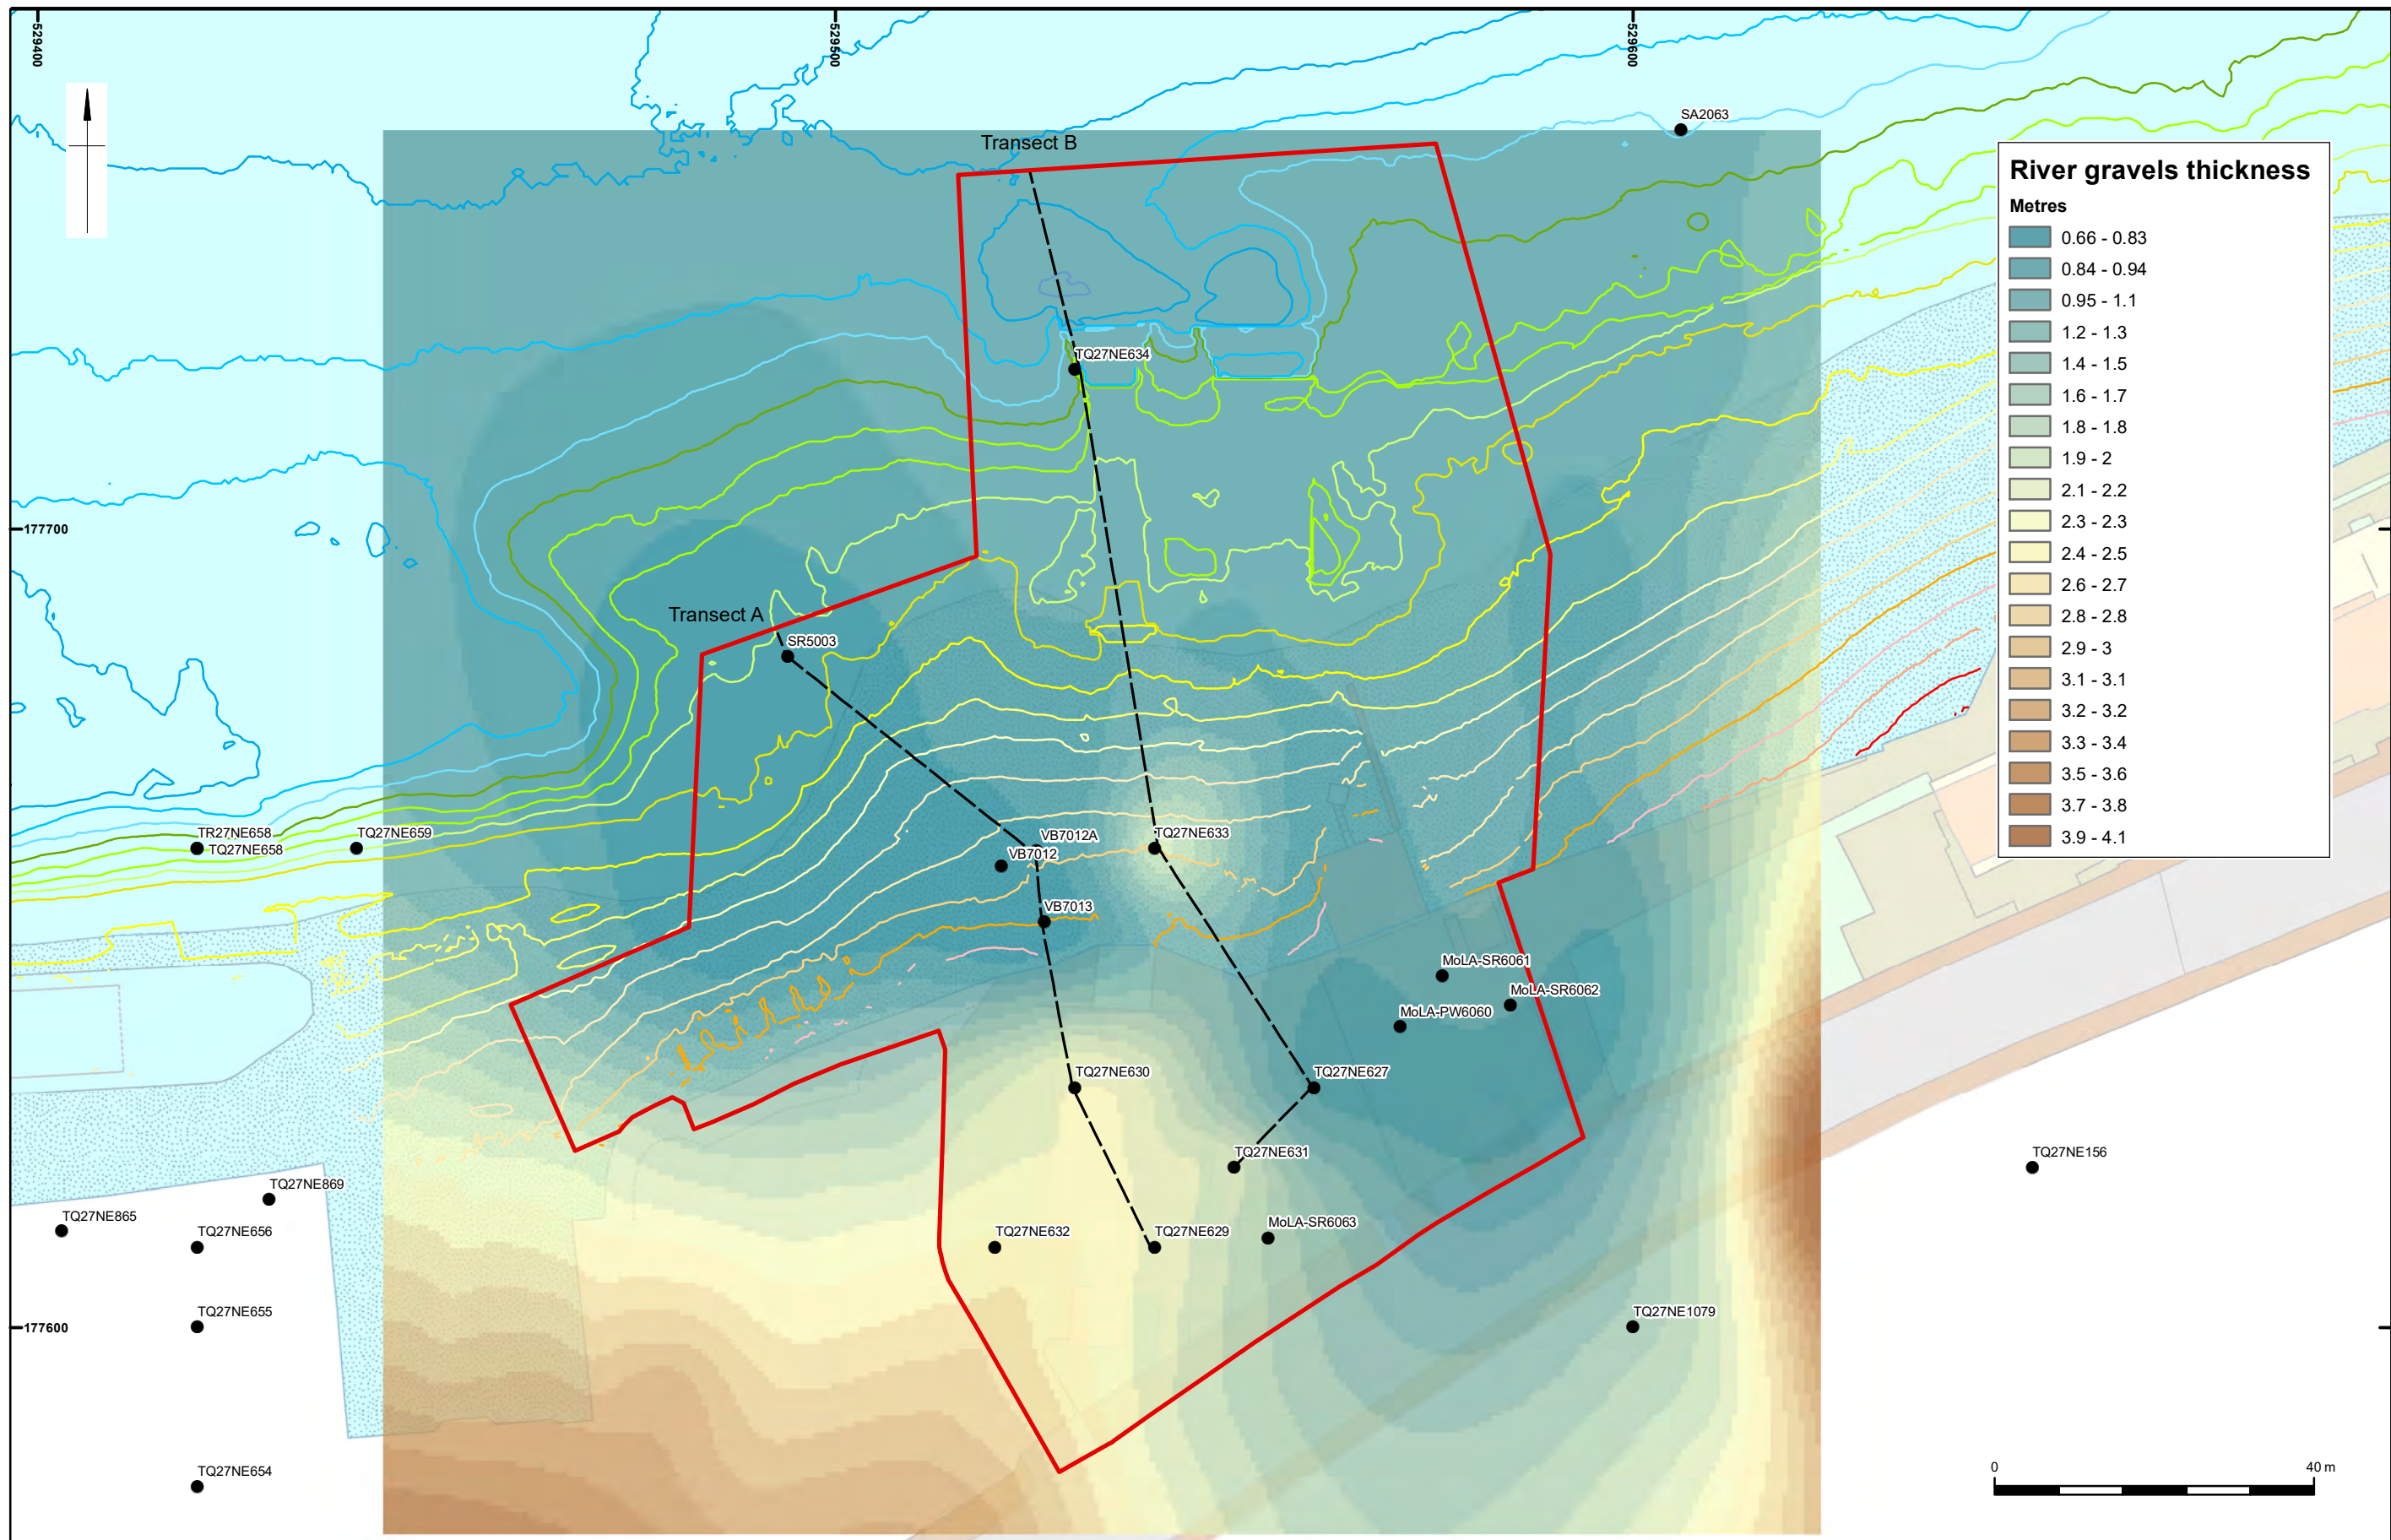 529400
529500
529600
SA2063
Transect B
River gravels thickness
Metres
0.66 - 0.83
0.84 - 0.94
0.95 - 1.1
1.2 - 1.3
1.4 - 1.5
1.6 - 1.7
1.8 - 1.8
1.9 - 2
2.1 - 2.2
2.3 - 2.3
2.4 - 2.5
2.6 - 2.7
2.8 - 2.8
2.9 - 3
3.1 - 3.1
3.2 - 3.2
3.3 - 3.4
3.5 - 3.6
3.7 - 3.8
3.9 - 4.1
TQ27NE634
177700
Transect A
SR5003
TR27NE658
TQ27NE658
TQ27NE659
VB7012A
VB7012
TQ27NE633
VB7013
MoLA-SR6061
MoLA-SR6062
MoLA-PW6060
TQ27NE630
TQ27NE627
TQ27NE631
TQ27NE156
TQ27NE869
TQ27NE865
TQ27NE656
TQ27NE632
TQ27NE629
MoLA-SR6063
TQ27NE655
177600
TQ27NE1079
TQ27NE654
0 40 m